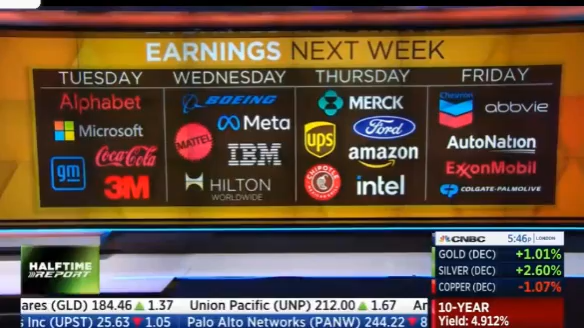 EARNINGS NEXT WEEK
TUESDAY
Alphabet
Microsoft
gm
Coca-Cola
3M
WEDNESDAY
BOEING
MATTEL
Meta
IBM
HILTON
WORLDWIDE
THURSDAY
MERCK
ups
Ford
amazon
CHIPOTLE
intel
FRIDAY
Chevron
abbvie
AutoNation
ExxonMobil
CP COLGATE-PALMOLIVE
HALFTIME
REPORT
CNBC 5:46P LONDON
GOLD (DEC) +1.01%
SILVER (DEC) +2.60%
COPPER (DEC) -1.07%
10-YEAR
Yield: 4.912%
ares (GLD) 184.46 ▲ 1.37 Union Pacific (UNP) 212.00 ▲ 1.67 Ar
s Inc (UPST) 25.63 ▼ 1.05 Palo Alto Networks (PANW) 244.22 ▼ 8